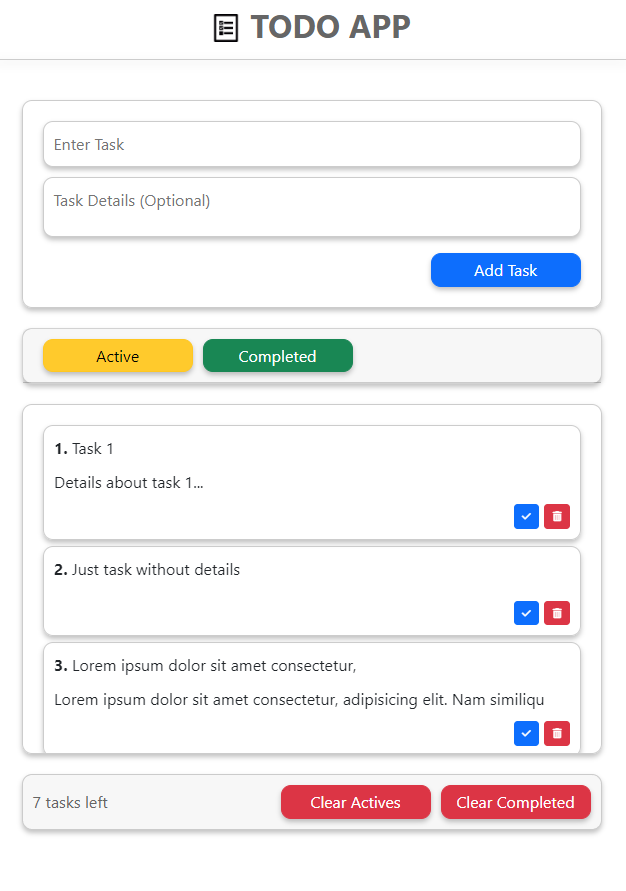 TODO APP
Enter Task
Task Details (Optional)
Add Task
Active Completed
1. Task 1
Details about task 1...
2. Just task without details
3. Lorem ipsum dolor sit amet consectetur,
Lorem ipsum dolor sit amet consectetur, adipisicing elit. Nam similiqu
7 tasks left Clear Actives Clear Completed